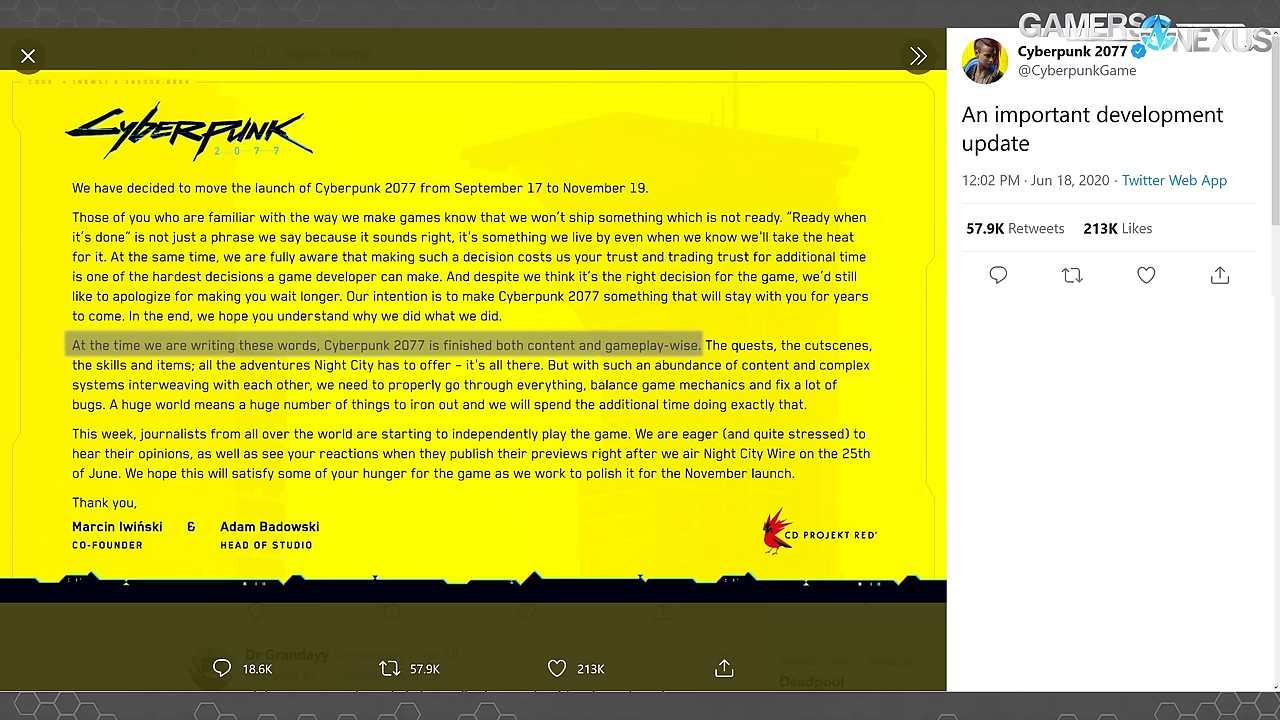 GAMERS NEXUS
Cyberpunk 2077
@CyberpunkGame
An important development
update
12:02 PM · Jun 18, 2020 · Twitter Web App
57.9K Retweets 213K Likes
Cyberpunk
2077
We have decided to move the launch of Cyberpunk 2077 from September 17 to November 19.
Those of you who are familiar with the way we make games know that we won't ship something which is not ready. "Ready when
it's done" is not just a phrase we say because it sounds right, it's something we live by even when we know we'll take the heat
for it. At the same time, we are fully aware that making such a decision costs us your trust and trading trust for additional time
is one of the hardest decisions a game developer can make. And despite we think it's the right decision for the game, we'd still
like to apologize for making you wait longer. Our intention is to make Cyberpunk 2077 something that will stay with you for years
to come. In the end, we hope you understand why we did what we did.
At the time we are writing these words, Cyberpunk 2077 is finished both content and gameplay-wise. The quests, the cutscenes,
the skills and items; all the adventures Night City has to offer – it's all there. But with such an abundance of content and complex
systems interweaving with each other, we need to properly go through everything, balance game mechanics and fix a lot of
bugs. A huge world means a huge number of things to iron out and we will spend the additional time doing exactly that.
This week, journalists from all over the world are starting to independently play the game. We are eager (and quite stressed) to
hear their opinions, as well as see your reactions when they publish their previews right after we air Night City Wire on the 25th
of June. We hope this will satisfy some of your hunger for the game as we work to polish it for the November launch.
Thank you,
Marcin Iwiński & Adam Badowski
CO-FOUNDER HEAD OF STUDIO
CD PROJEKT RED
Dr Grandayy
Deadpool
18.6K 57.9K 213K